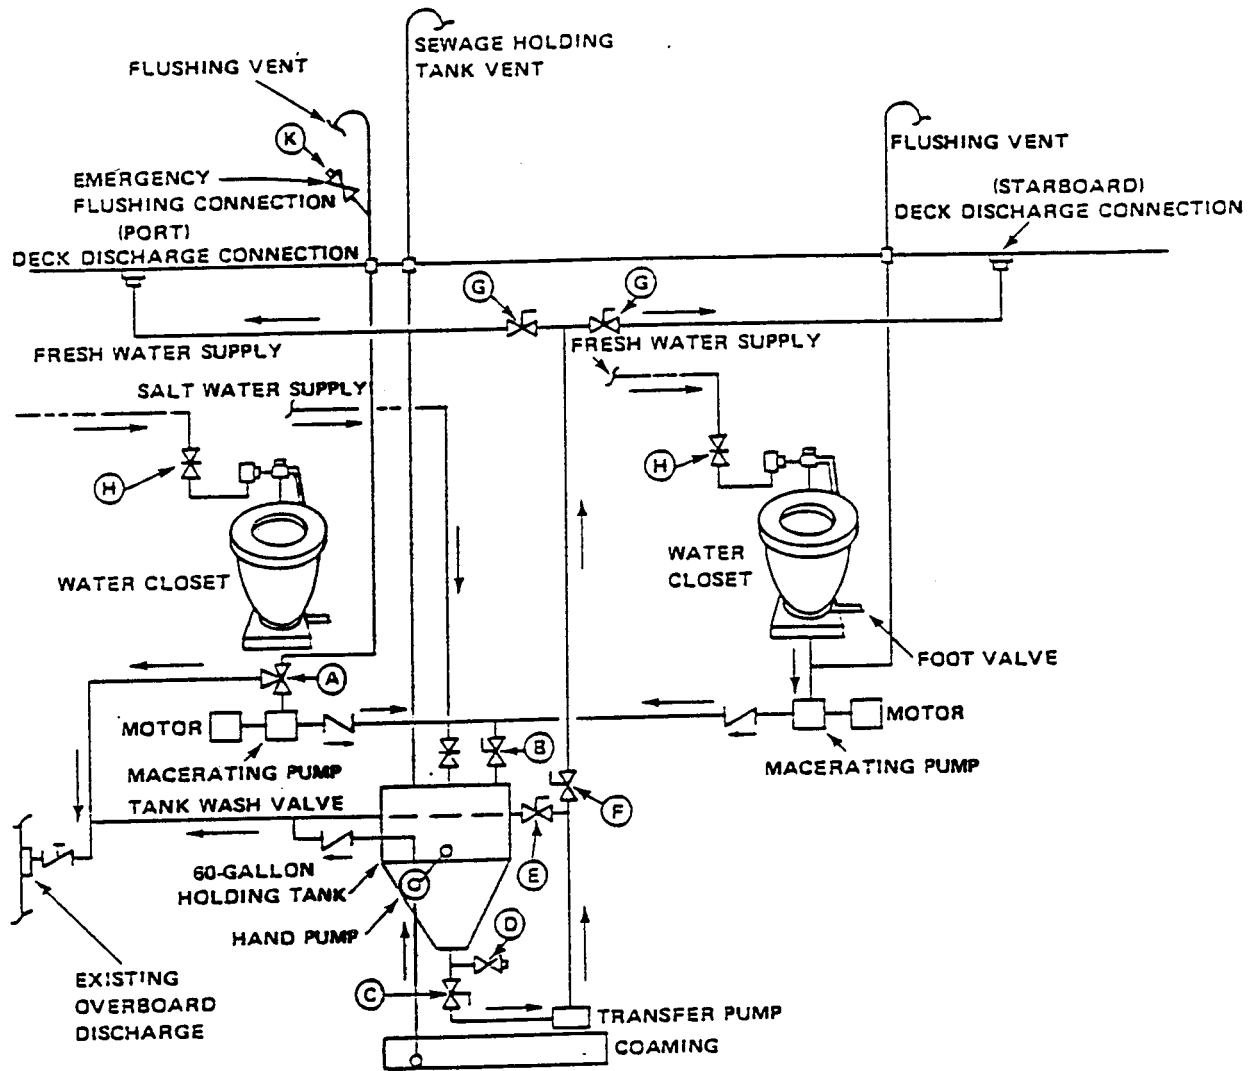 SEWAGE HOLDING
TANK VENT
FLUSHING VENT
K
FLUSHING VENT
EMERGENCY
FLUSHING CONNECTION
(PORT)
DECK DISCHARGE CONNECTION
(STARBOARD)
DECK DISCHARGE CONNECTION
G
G
FRESH WATER SUPPLY
FRESH WATER SUPPLY
SALT WATER SUPPLY
H
H
WATER CLOSET
WATER
CLOSET
FOOT VALVE
A
MOTOR
MOTOR
B
MACERATING PUMP
MACERATING PUMP
TANK WASH VALVE
F
E
60-GALLON
HOLDING TANK
HAND PUMP
D
C
EXISTING
OVERBOARD
DISCHARGE
TRANSFER PUMP
COAMING